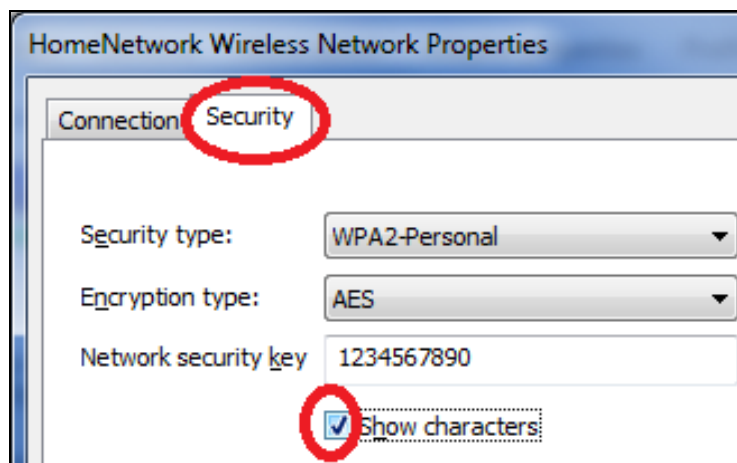 HomeNetwork Wireless Network Properties
Connection Security
Security type: WPA2-Personal
Encryption type: AES
Network security key 1234567890
Show characters